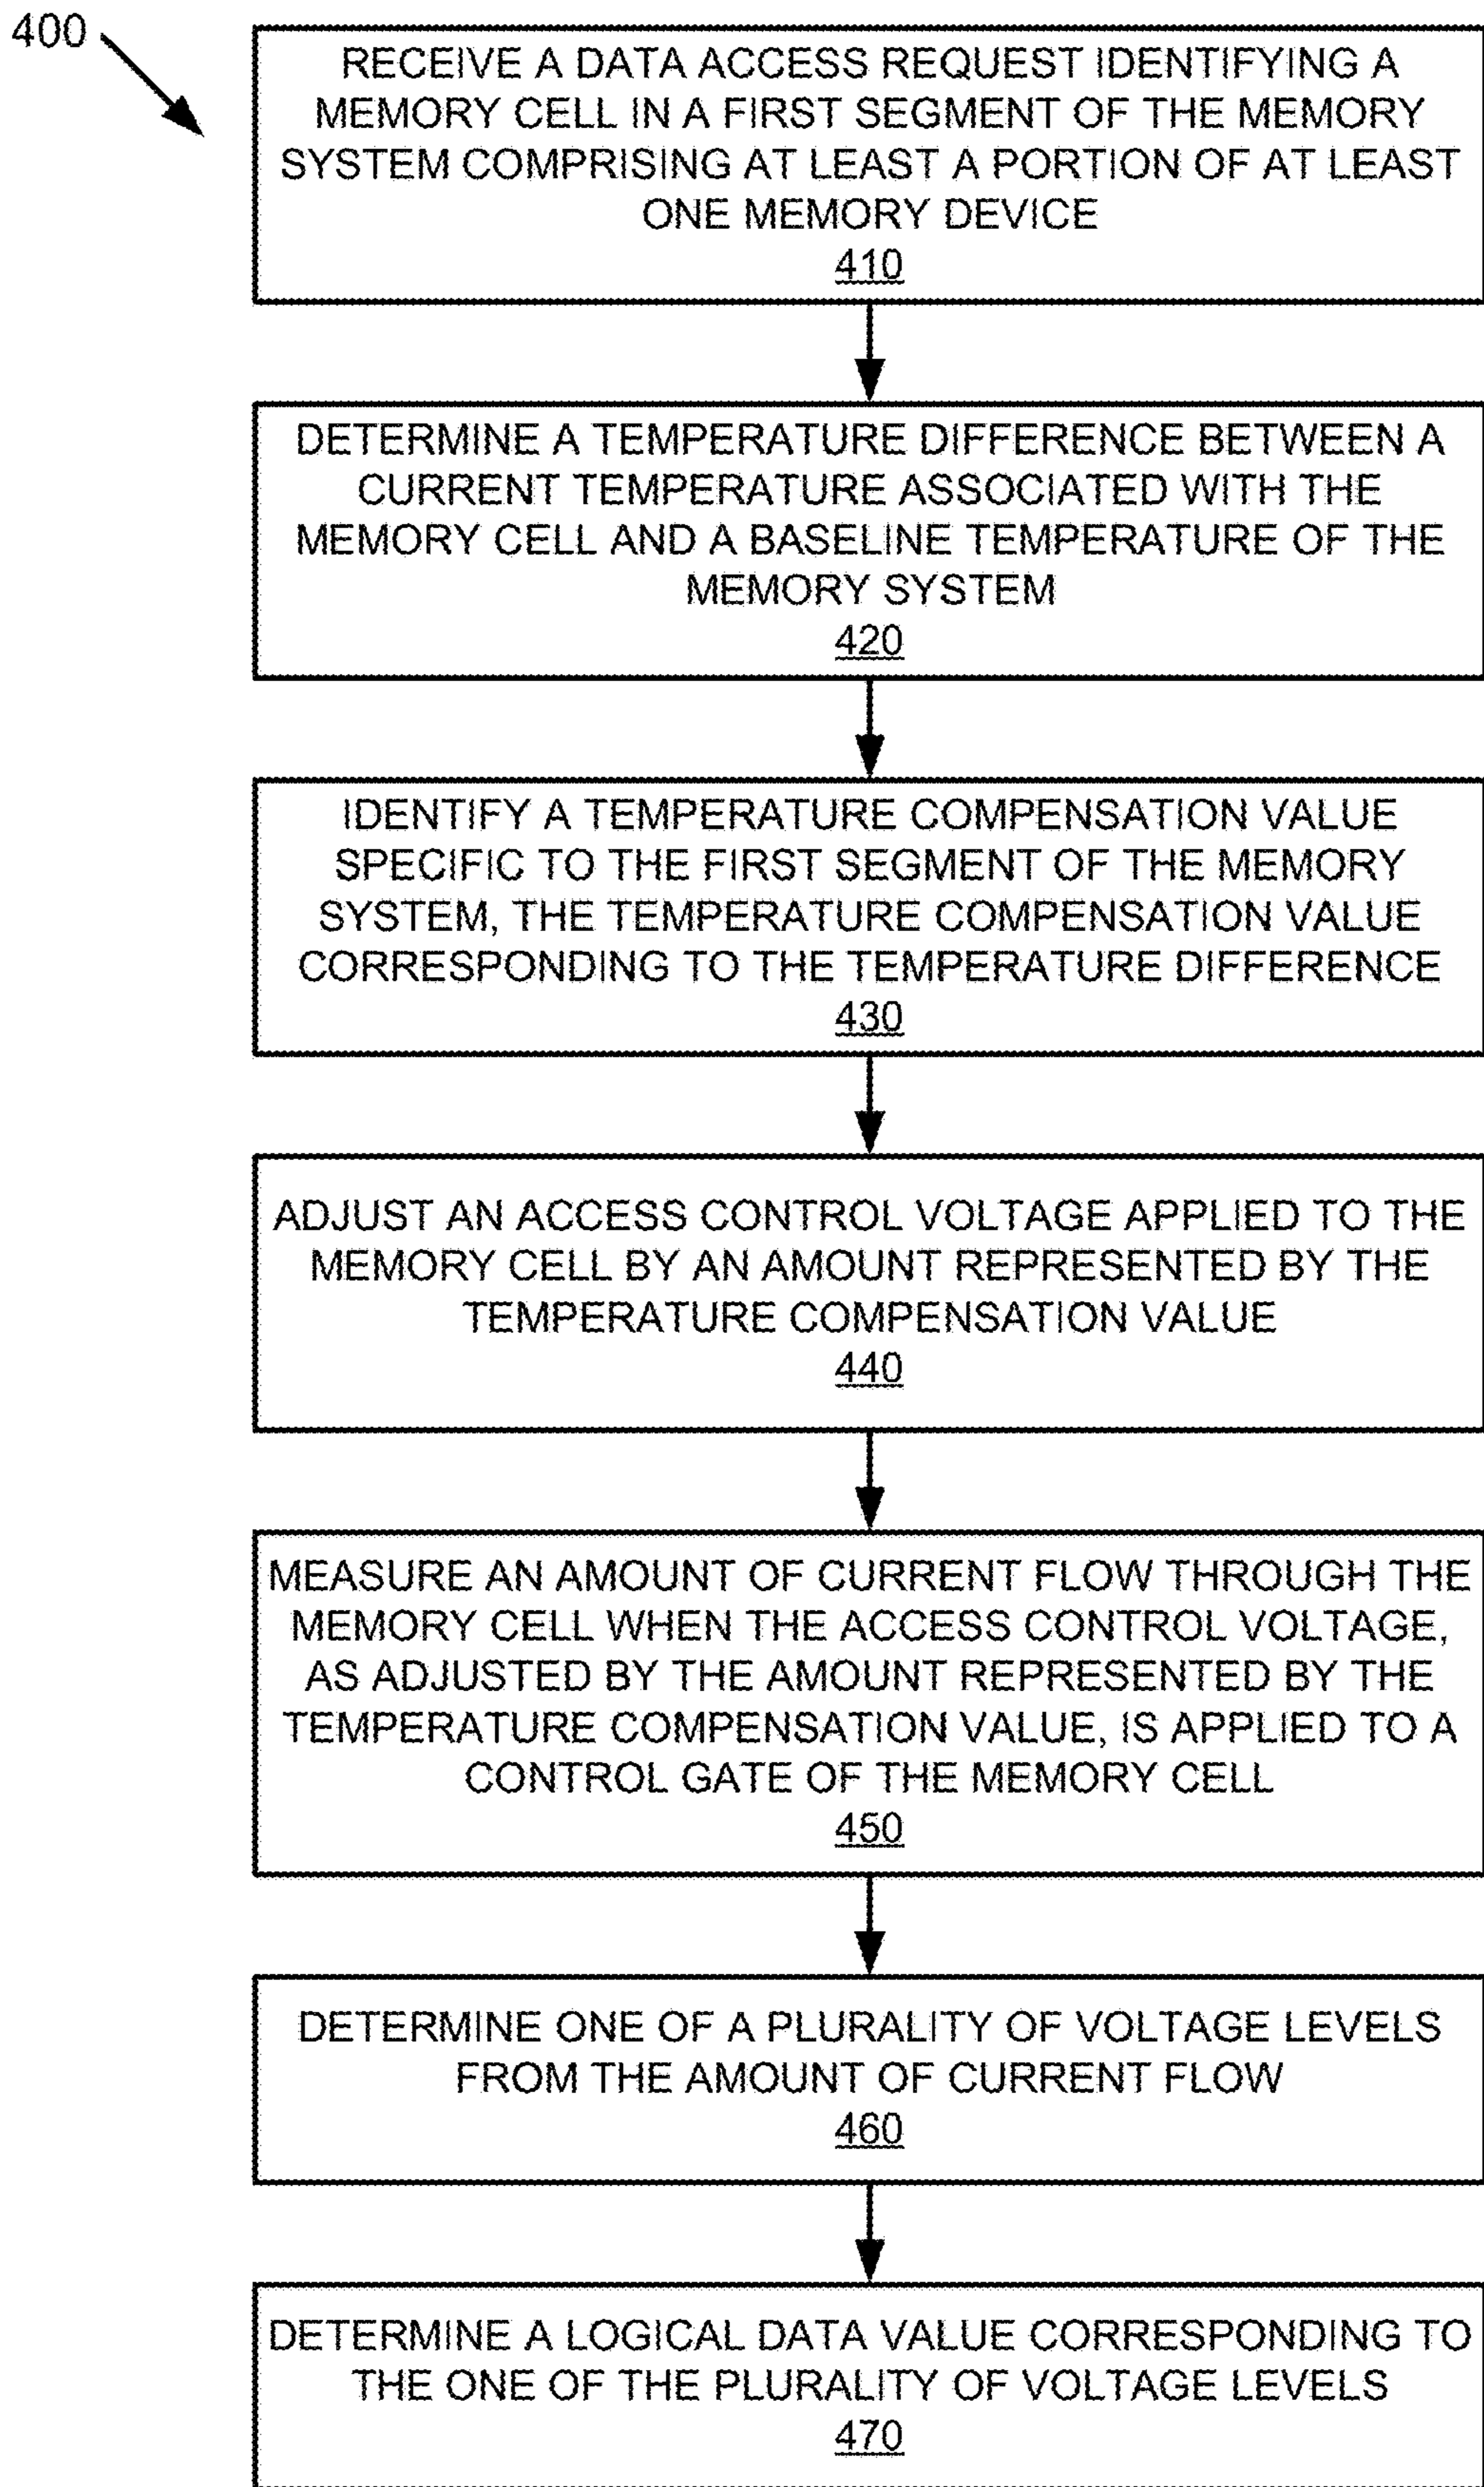 400
RECEIVE A DATA ACCESS REQUEST IDENTIFYING A
MEMORY CELL IN A FIRST SEGMENT OF THE MEMORY
SYSTEM COMPRISING AT LEAST A PORTION OF AT LEAST
ONE MEMORY DEVICE
410
DETERMINE A TEMPERATURE DIFFERENCE BETWEEN A
CURRENT TEMPERATURE ASSOCIATED WITH THE
MEMORY CELL AND A BASELINE TEMPERATURE OF THE
MEMORY SYSTEM
420
IDENTIFY A TEMPERATURE COMPENSATION VALUE
SPECIFIC TO THE FIRST SEGMENT OF THE MEMORY
SYSTEM, THE TEMPERATURE COMPENSATION VALUE
CORRESPONDING TO THE TEMPERATURE DIFFERENCE
430
ADJUST AN ACCESS CONTROL VOLTAGE APPLIED TO THE
MEMORY CELL BY AN AMOUNT REPRESENTED BY THE
TEMPERATURE COMPENSATION VALUE
440
MEASURE AN AMOUNT OF CURRENT FLOW THROUGH THE
MEMORY CELL WHEN THE ACCESS CONTROL VOLTAGE,
AS ADJUSTED BY THE AMOUNT REPRESENTED BY THE
TEMPERATURE COMPENSATION VALUE, IS APPLIED TO A
CONTROL GATE OF THE MEMORY CELL
450
DETERMINE ONE OF A PLURALITY OF VOLTAGE LEVELS
FROM THE AMOUNT OF CURRENT FLOW
460
DETERMINE A LOGICAL DATA VALUE CORRESPONDING TO
THE ONE OF THE PLURALITY OF VOLTAGE LEVELS
470